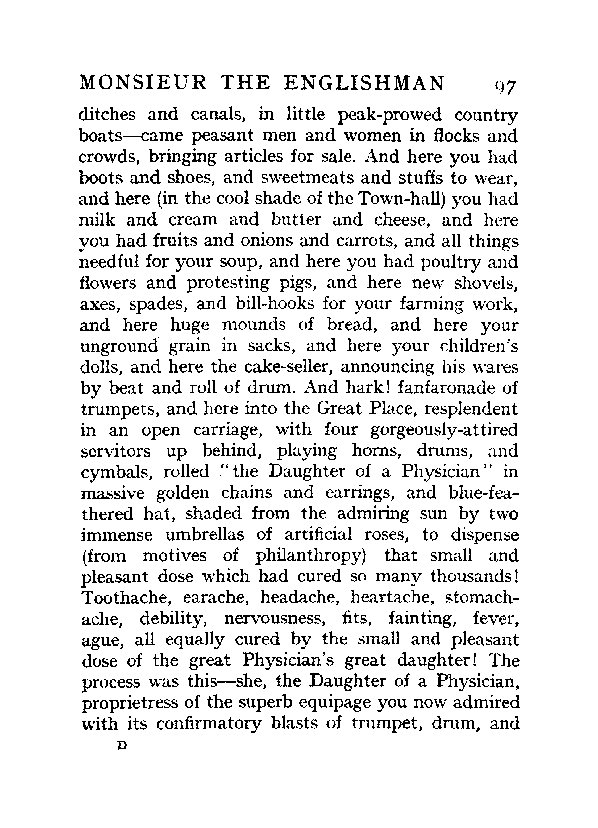 MONSIEUR THE ENGLISHMAN 97
ditches and canals, in little peak-prowed country
boats—came peasant men and women in flocks and
crowds, bringing articles for sale. And here you had
boots and shoes, and sweetmeats and stuffs to wear,
and here (in the cool shade of the Town-hall) you had
milk and cream and butter and cheese, and here
you had fruits and onions and carrots, and all things
needful for your soup, and here you had poultry and
flowers and protesting pigs, and here new shovels,
axes, spades, and bill-hooks for your farming work,
and here huge mounds of bread, and here your
unground grain in sacks, and here your children's
dolls, and here the cake-seller, announcing his wares
by beat and roll of drum. And hark! fanfaronade of
trumpets, and here into the Great Place, resplendent
in an open carriage, with four gorgeously-attired
servitors up behind, playing horns, drums, and
cymbals, rolled "the Daughter of a Physician" in
massive golden chains and earrings, and blue-fea-
thered hat, shaded from the admiring sun by two
immense umbrellas of artificial roses, to dispense
(from motives of philanthropy) that small and
pleasant dose which had cured so many thousands!
Toothache, earache, headache, heartache, stomach-
ache, debility, nervousness, fits, fainting, fever,
ague, all equally cured by the small and pleasant
dose of the great Physician's great daughter! The
process was this—she, the Daughter of a Physician,
proprietress of the superb equipage you now admired
with its confirmatory blasts of trumpet, drum, and
D